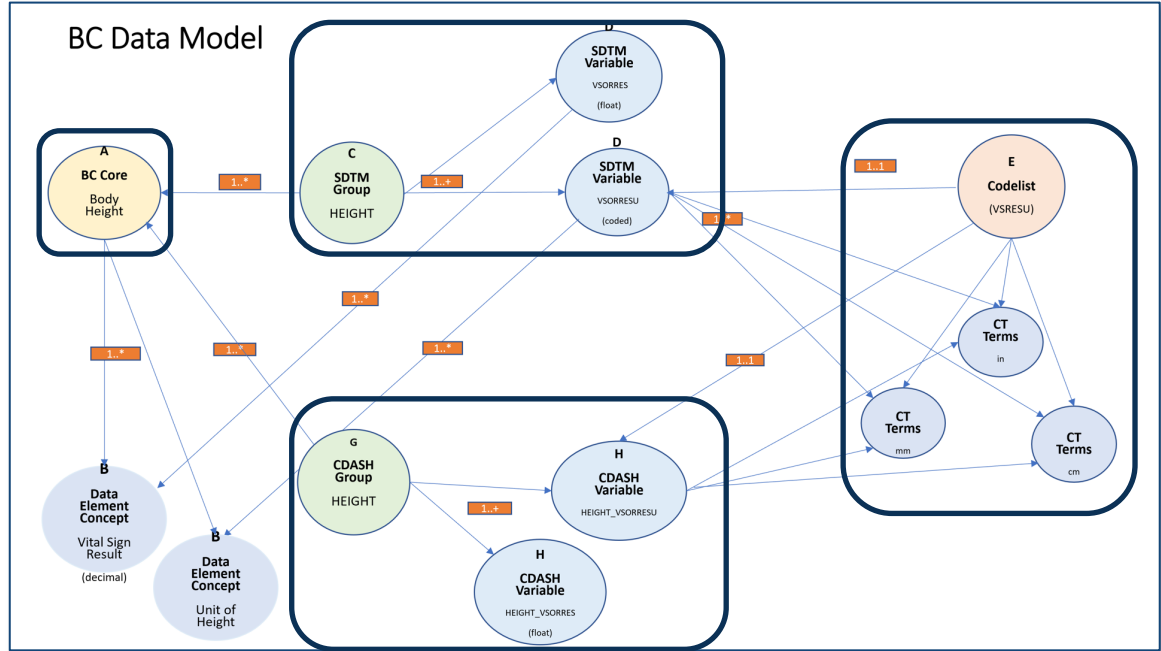 BC Data Model
D
SDTM
Variable
VSORRES
(float)
A
BC Core
Body
Height
1..*
C
SDTM
Group
HEIGHT
1..+
D
SDTM
Variable
VSORRESU
(coded)
1..*
1..1
E
Codelist
(VSRESU)
1..*
1..*
1..*
1..*
1..1
CT
Terms
in
CT
Terms
mm
CT
Terms
cm
B
Data
Element
Concept
Vital Sign
Result
(decimal)
B
Data
Element
Concept
Unit of
Height
G
CDASH
Group
HEIGHT
1..+
H
CDASH
Variable
HEIGHT_VSORRESU
H
CDASH
Variable
HEIGHT_VSORRES
(float)